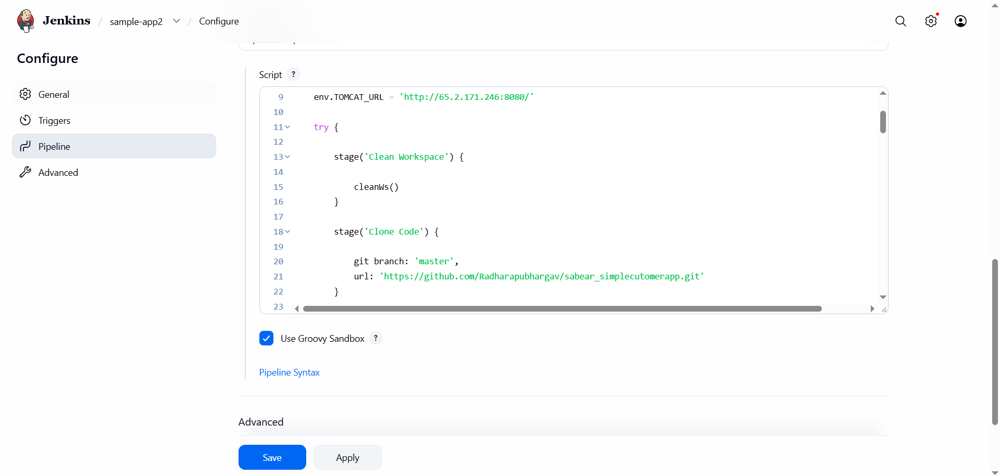 Jenkins / sample-app2 / Configure
Configure
General
Triggers
Pipeline
Advanced
Script ?
9 env.TOMCAT_URL = 'http://65.2.171.246:8080/'
10
11 try {
12
13 stage('Clean Workspace') {
14
15 cleanWs()
16 }
17
18 stage('Clone Code') {
19
20 git branch: 'master',
21 url: 'https://github.com/Radharapubhargav/sabear_simplecutomerapp.git'
22 }
23
Use Groovy Sandbox ?
Pipeline Syntax
Advanced
Save Apply